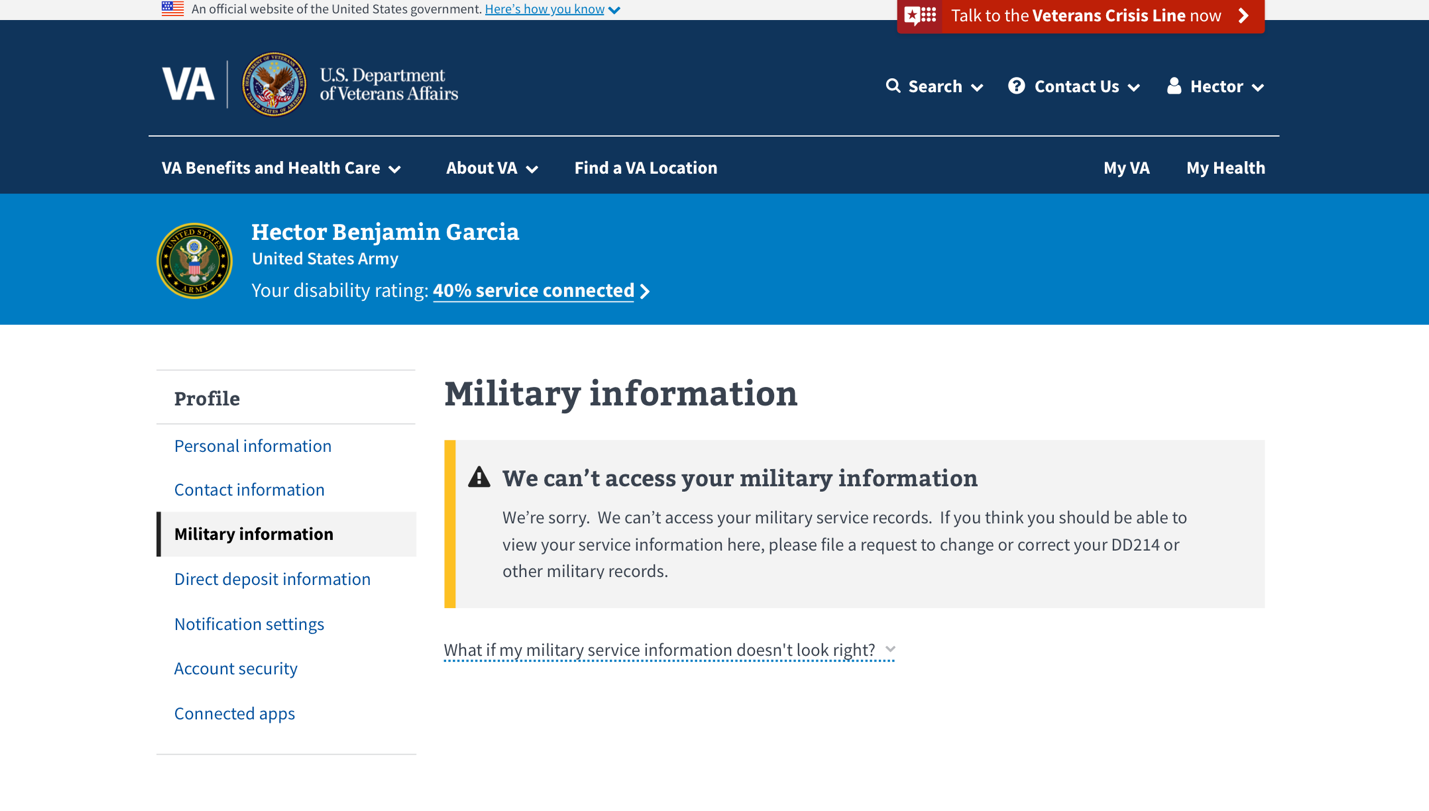 An official website of the United States government. Here's how you know
Talk to the Veterans Crisis Line now
VA
U.S. Department
of Veterans Affairs
Search
Contact Us
Hector
VA Benefits and Health Care
About VA
Find a VA Location
My VA
My Health
UNITED STATES
ARMY
Hector Benjamin Garcia
United States Army
Your disability rating: 40% service connected
Profile
Personal information
Contact information
Military information
Direct deposit information
Notification settings
Account security
Connected apps
Military information
We can’t access your military information
We’re sorry.  We can’t access your military service records.  If you think you should be able to
view your service information here, please file a request to change or correct your DD214 or
other military records.
What if my military service information doesn't look right?